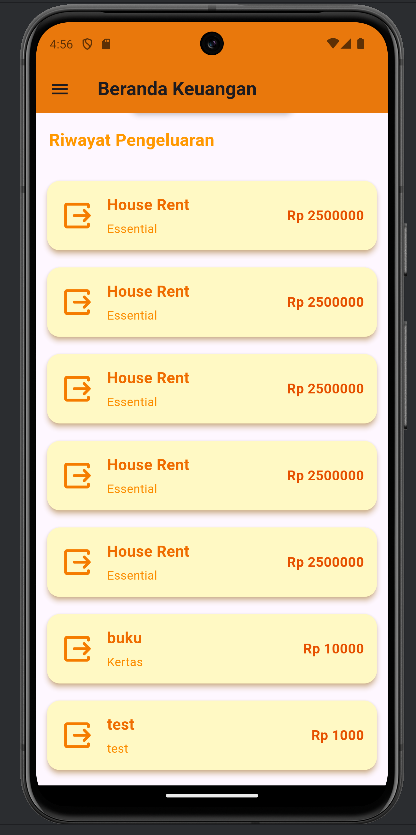 4:56
Beranda Keuangan
Riwayat Pengeluaran
House Rent
Essential
Rp 2500000
House Rent
Essential
Rp 2500000
House Rent
Essential
Rp 2500000
House Rent
Essential
Rp 2500000
House Rent
Essential
Rp 2500000
buku
Kertas
Rp 10000
test
test
Rp 1000